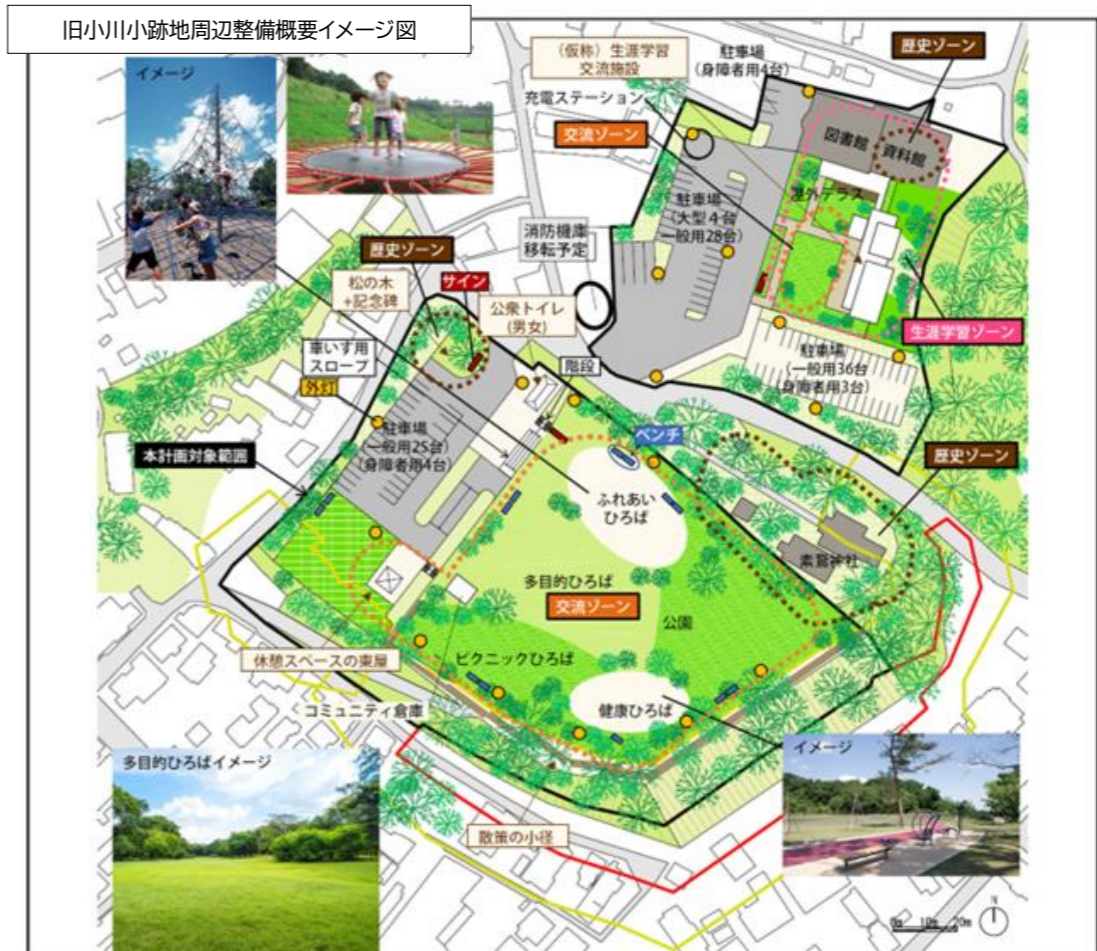 旧小川小跡地周辺整備概要イメージ図
イメージ
（仮称）生涯学習
交流施設
駐車場
（身障者用4台）
歴史ゾーン
充電ステーション
交流ゾーン
図書館
資料館
屋外テラス
駐車場
（大型４台
一般用28台）
消防機庫
移転予定
歴史ゾーン
松の木
+記念碑
サイン
公衆トイレ
(男女)
車いす用
スロープ
階段
外灯
生涯学習ゾーン
駐車場
（一般用36台
（身障者用3台）
駐車場
（一般用25台）
（身障者用4台）
ベンチ
本計画対象範囲
歴史ゾーン
ふれあい
ひろば
素鵞神社
多目的ひろば
交流ゾーン
公園
休憩スペースの東屋
ピクニックひろば
コミュニティ倉庫
健康ひろば
多目的ひろばイメージ
イメージ
散策の小径
0m 10m 20m
N